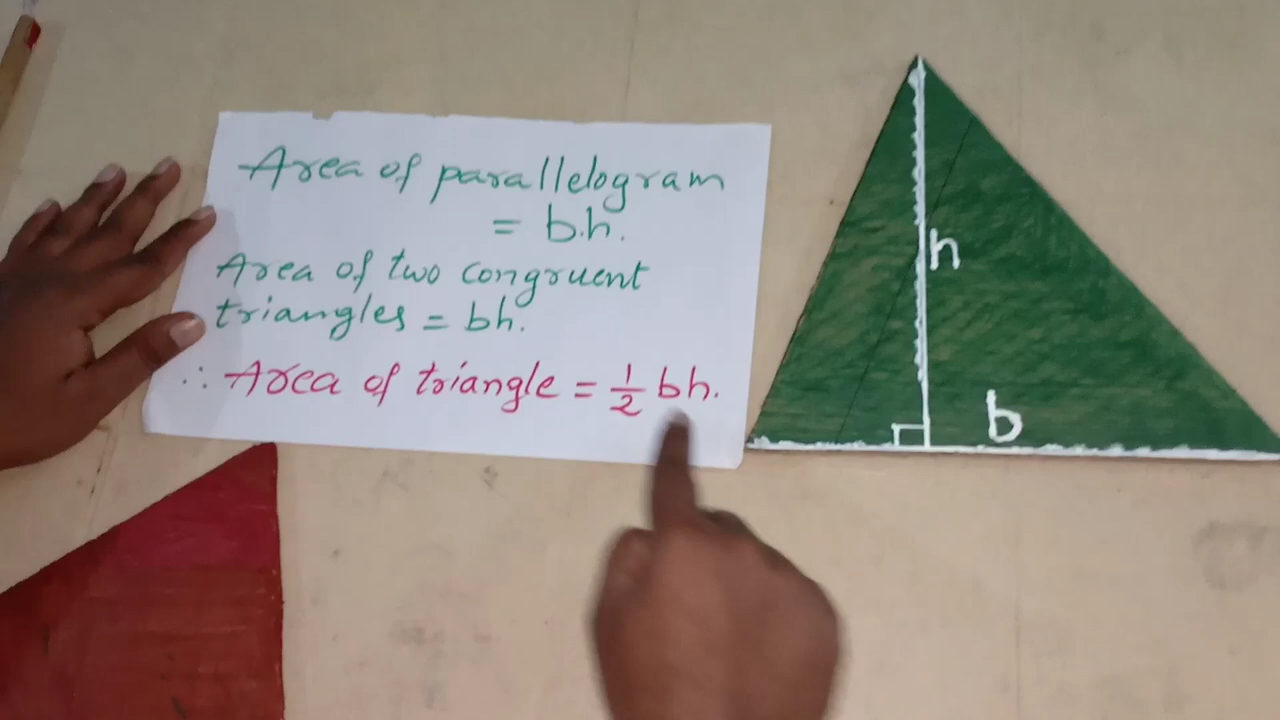 Area of parallelogram
= b.h.
Area of two congruent
triangles = bh.
∴ Area of triangle = 1/2 bh.
h
b